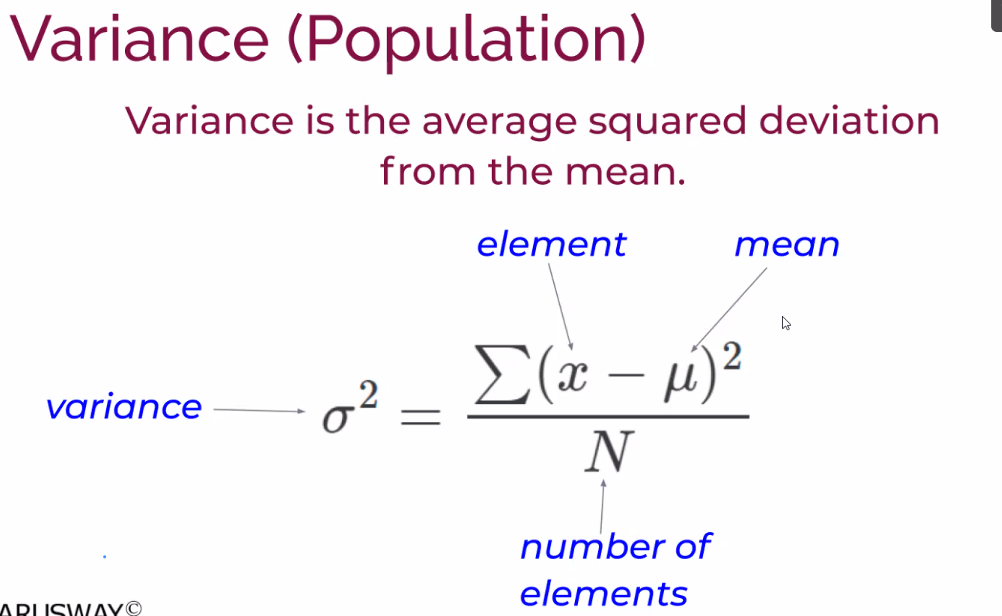 Variance (Population)
Variance is the average squared deviation
from the mean.
element mean
variance σ² = ∑(x − μ)² / N
number of
elements